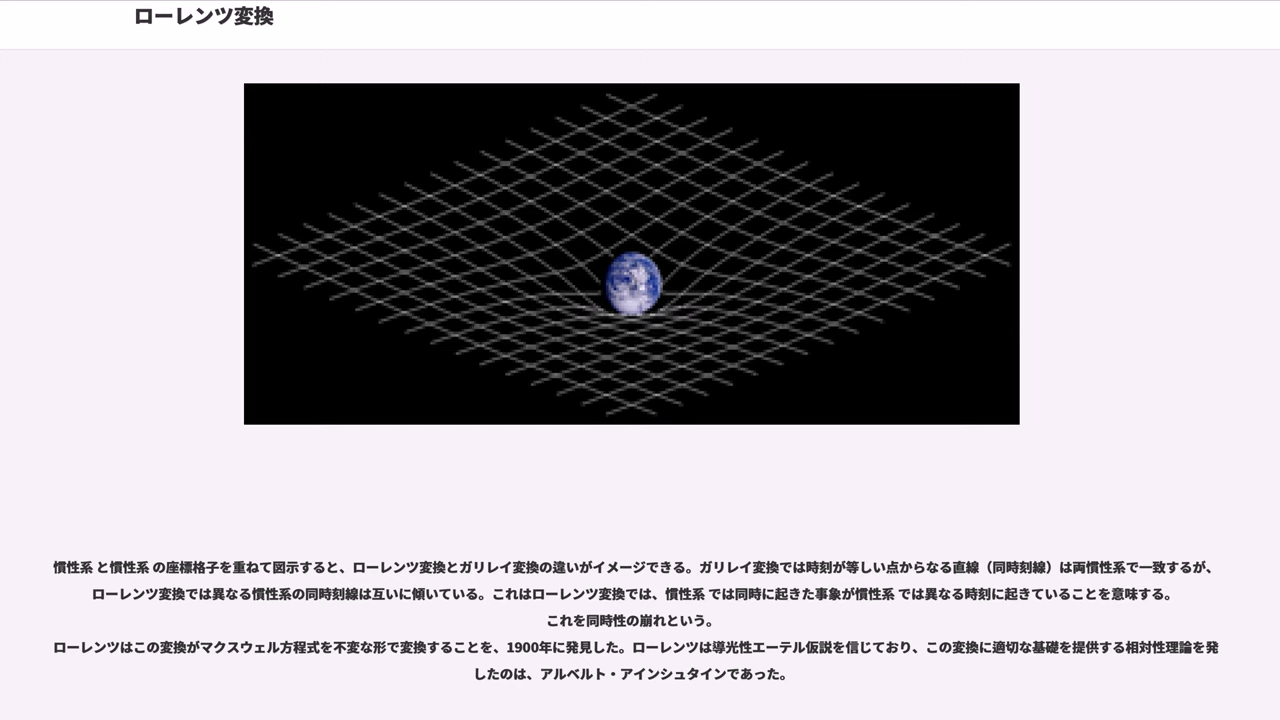 ローレンツ変換
慣性系 と慣性系 の座標格子を重ねて図示すると、ローレンツ変換とガリレイ変換の違いがイメージできる。ガリレイ変換では時刻が等しい点からなる直線（同時刻線）は両慣性系で一致するが、
ローレンツ変換では異なる慣性系の同時刻線は互いに傾いている。これはローレンツ変換では、慣性系 では同時に起きた事象が慣性系 では異なる時刻に起きていることを意味する。
これを同時性の崩れという。
ローレンツはこの変換がマクスウェル方程式を不変な形で変換することを、1900年に発見した。ローレンツは導光性エーテル仮説を信じており、この変換に適切な基礎を提供する相対性理論を発
したのは、アルベルト・アインシュタインであった。